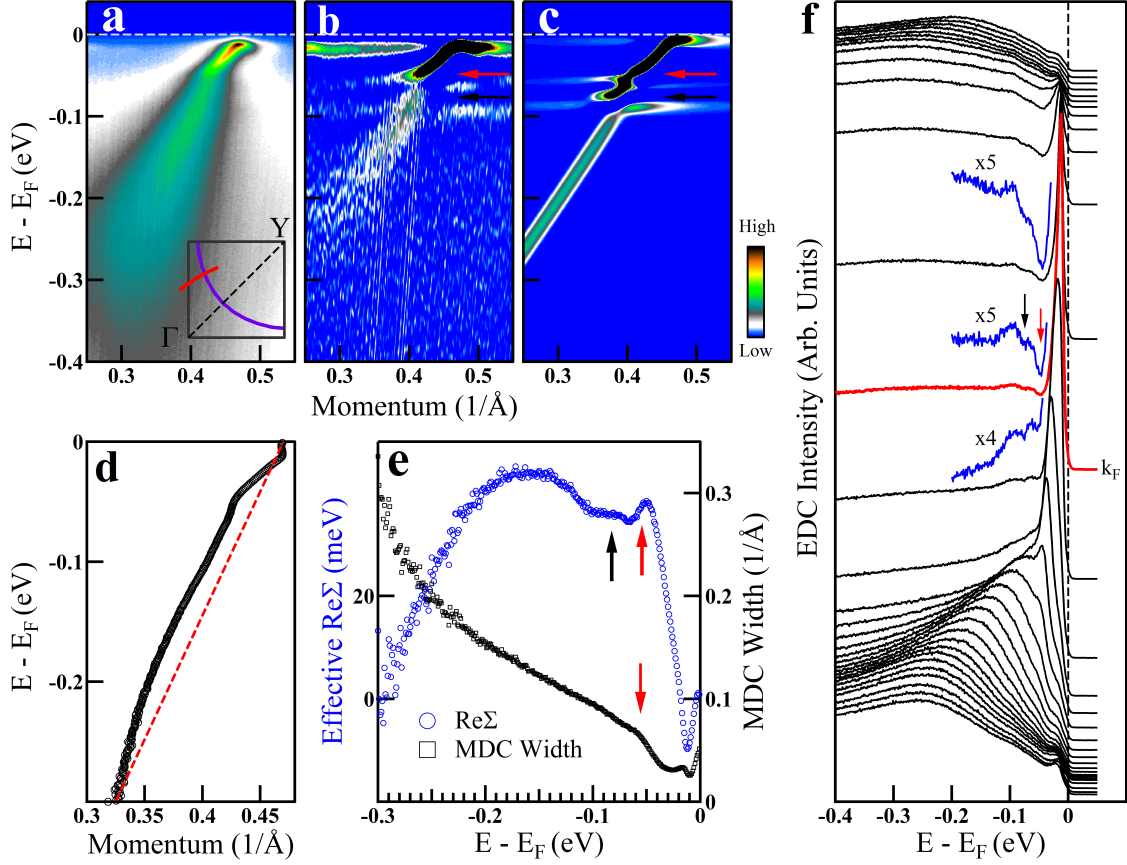 a
b
c
f
0
-0.1
-0.2
-0.3
-0.4
E - E_F (eV)
Y
Γ
0.3 0.4 0.5
0.3 0.4 0.5
0.3 0.4 0.5
Momentum (1/Å)
High
Low
d
0
-0.1
-0.2
E - E_F (eV)
0.3 0.35 0.4 0.45
Momentum (1/Å)
e
Effective ReΣ (meV)
20
0
ReΣ
MDC Width
0.3
0.2
0.1
0
MDC Width (1/Å)
-0.3 -0.2 -0.1 0
E - E_F (eV)
EDC Intensity (Arb. Units)
x5
x5
x4
k_F
-0.4 -0.3 -0.2 -0.1 0
E - E_F (eV)